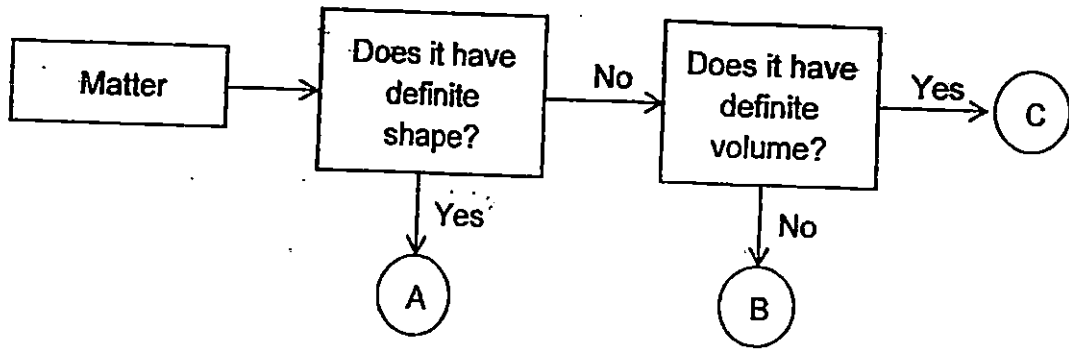 Matter
Does it have
definite
shape?
No
Does it have
definite
volume?
Yes
C
Yes
No
A
B